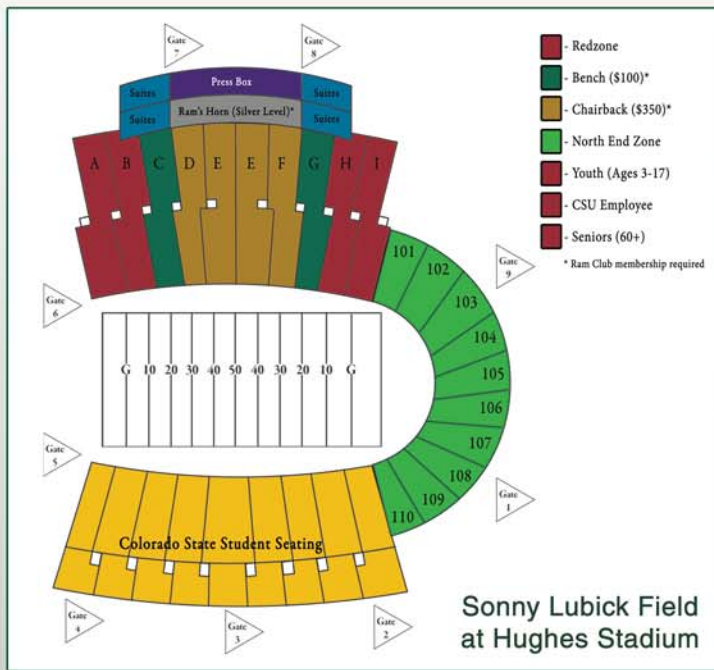 Gate
7
Gate
8
Press Box
Suites
Suites
Ram's Horn (Silver Level)*
Suites
Suites
A
B
C
D
E
E
F
G
H
I
- Redzone
- Bench ($100)*
- Chairback ($350)*
- North End Zone
- Youth (Ages 3-17)
- CSU Employee
- Seniors (60+)
* Ram Club membership required
101
102
103
104
105
106
107
108
109
110
Gate
9
Gate
6
G 10 20 30 40 50 40 30 20 10 G
Gate
5
Gate
1
Colorado State Student Seating
Gate
4
Gate
3
Gate
2
Sonny Lubick Field
at Hughes Stadium